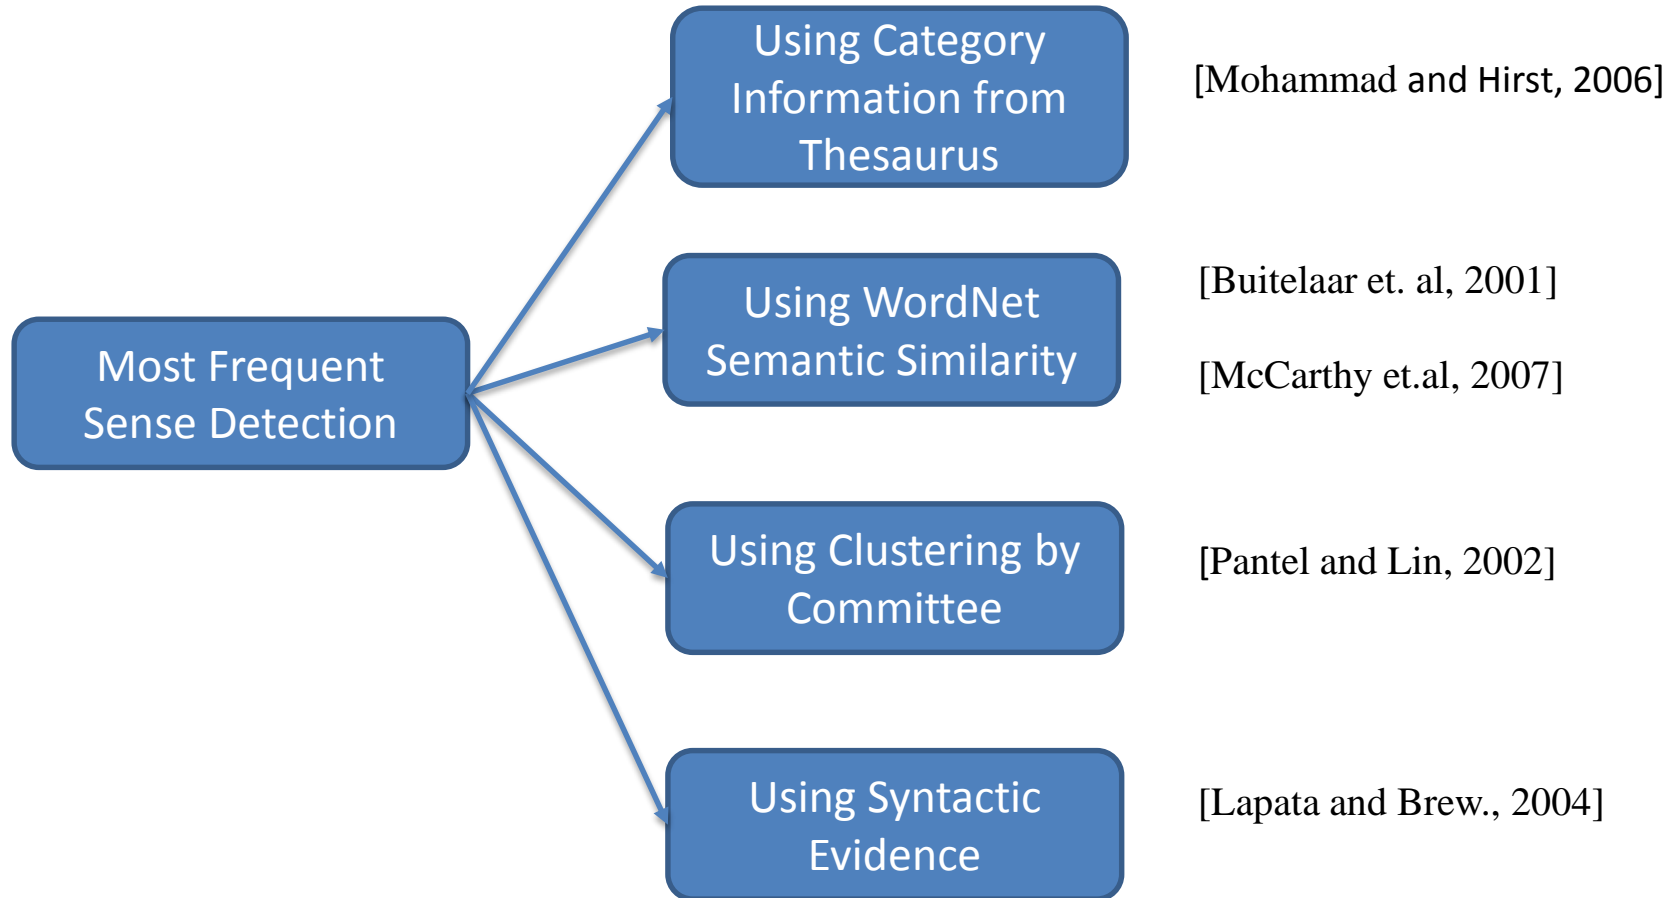 Using Category
Information from
Thesaurus
[Mohammad and Hirst, 2006]
Most Frequent
Sense Detection
Using WordNet
Semantic Similarity
[Buitelaar et. al, 2001]
[McCarthy et.al, 2007]
Using Clustering by
Committee
[Pantel and Lin, 2002]
Using Syntactic
Evidence
[Lapata and Brew., 2004]